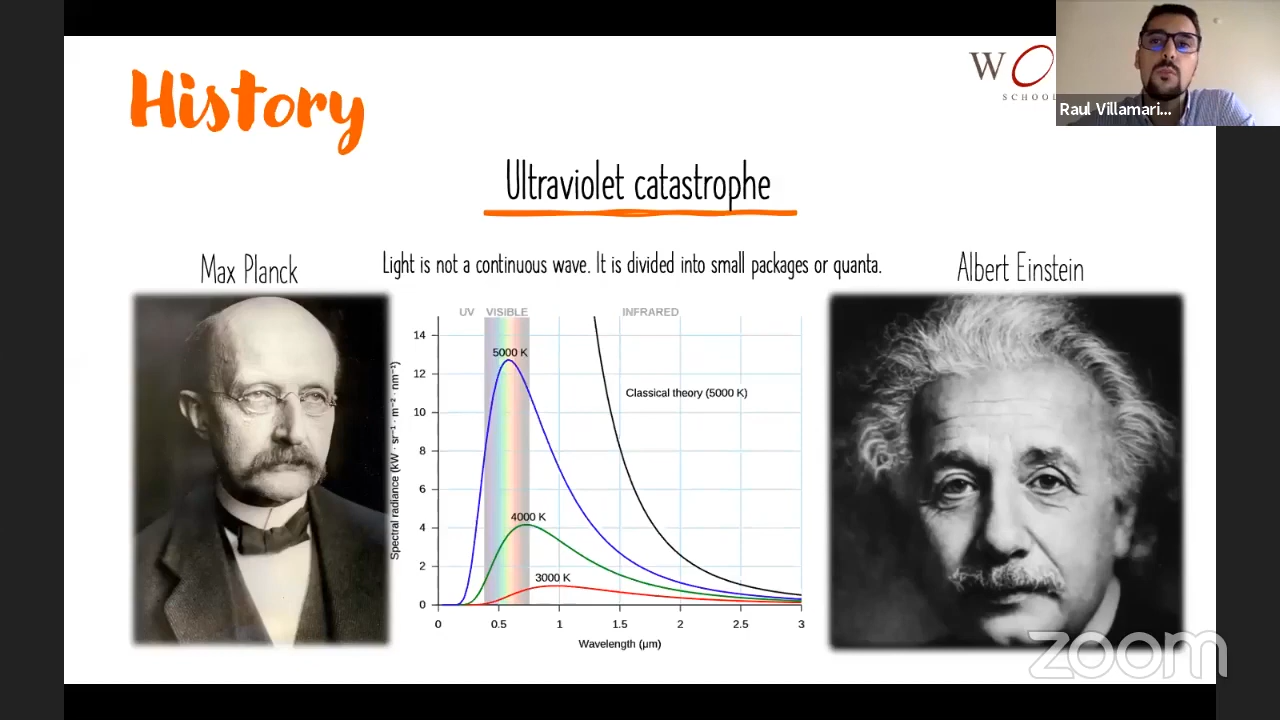 History
W
SCHOOL
Raul Villamari...
Ultraviolet catastrophe
Max Planck
Light is not a continuous wave. It is divided into small packages or quanta.
Albert Einstein
UV VISIBLE INFRARED
14
12
10
8
6
4
2
0
Spectral radiance (kW · sr⁻¹ · m⁻² · nm⁻¹)
5000 K
Classical theory (5000 K)
4000 K
3000 K
0 0.5 1 1.5 2 2.5 3
Wavelength (μm)
zoom